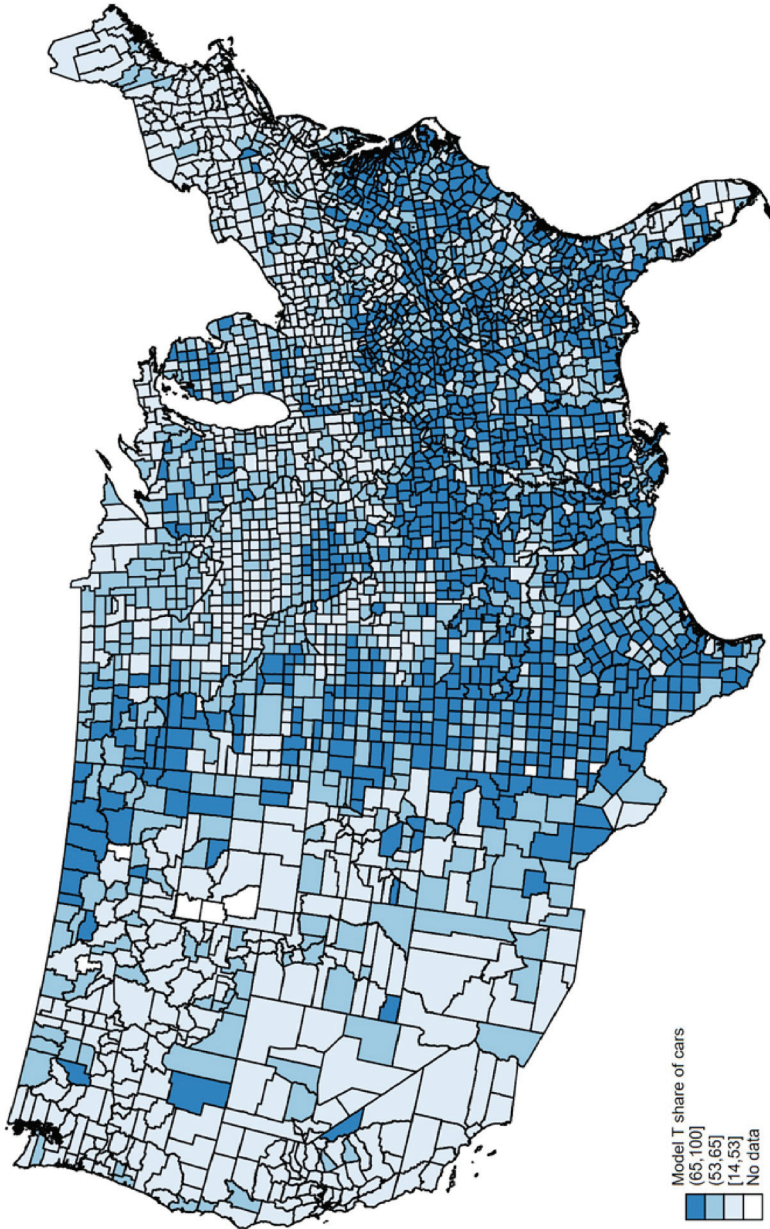 Model T share of cars
(65,100]
(53,65]
[14,53]
No data